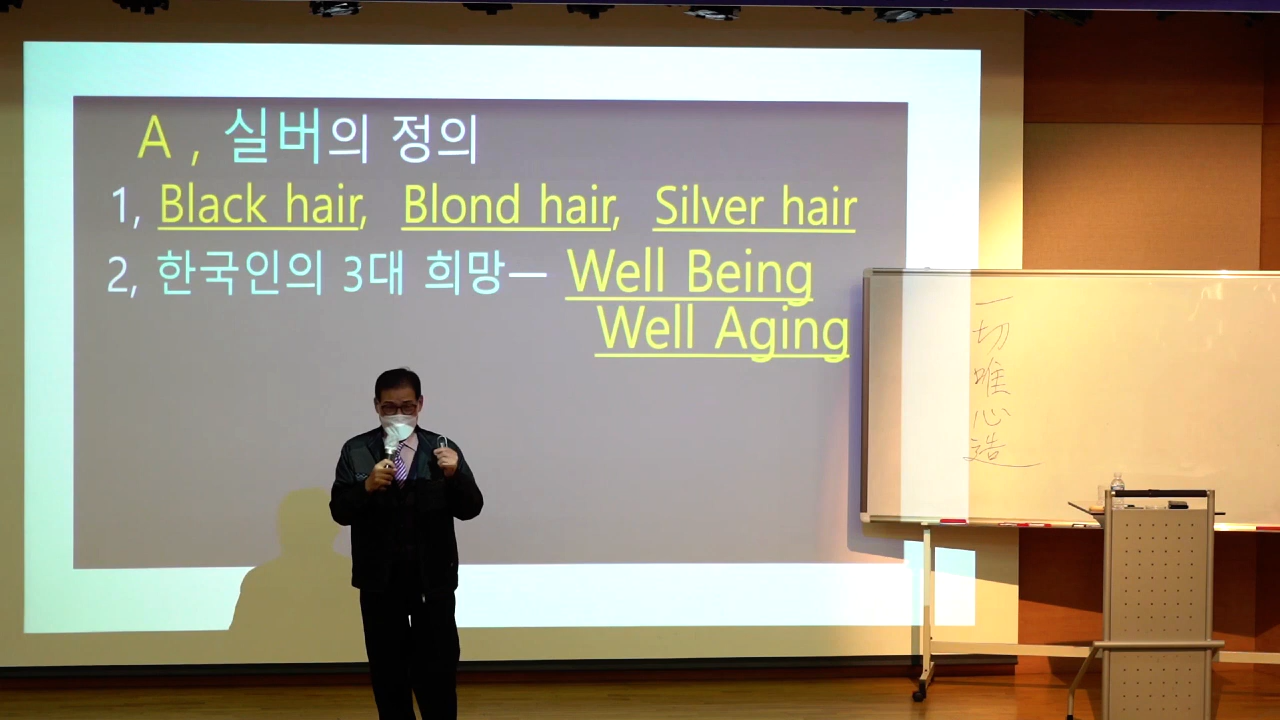 A , 실버의 정의
1, Black hair, Blond hair, Silver hair
2, 한국인의 3대 희망— Well Being
Well Aging
一切唯心造